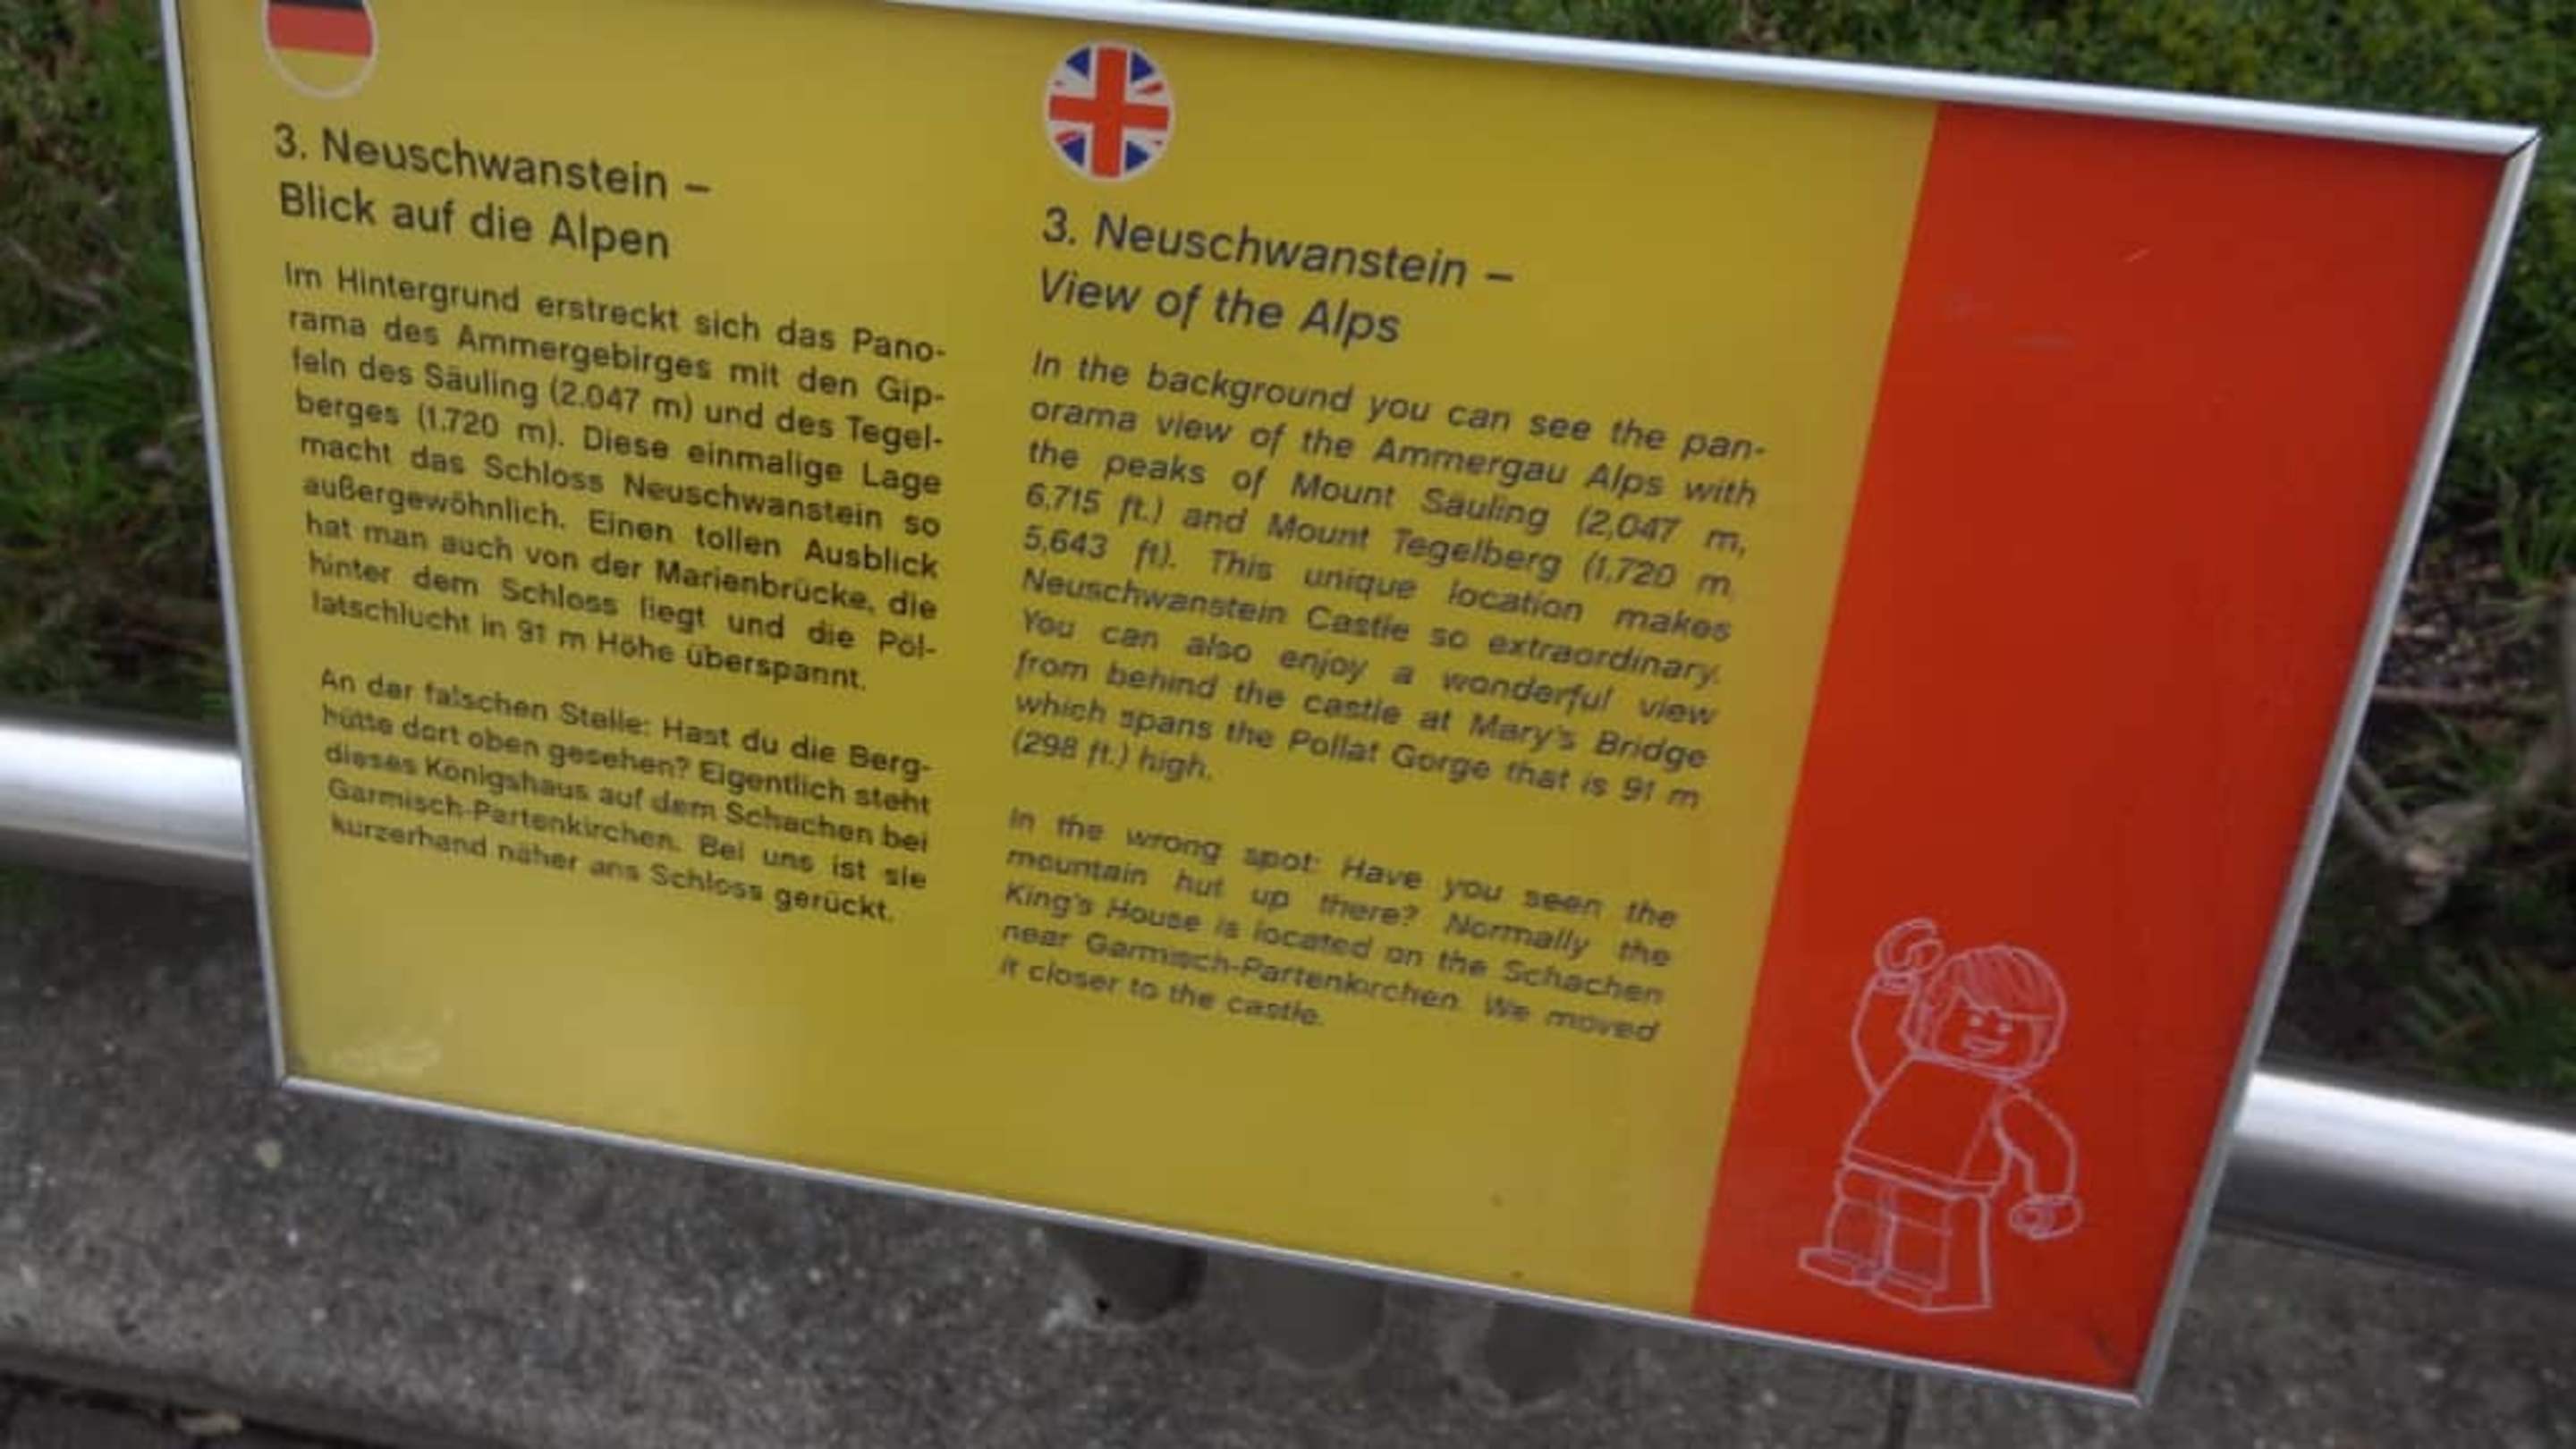 3. Neuschwanstein –
Blick auf die Alpen
Im Hintergrund erstreckt sich das Pano-
rama des Ammergebirges mit den Gip-
feln des Säuling (2.047 m) und des Tegel-
berges (1.720 m). Diese einmalige Lage
macht das Schloss Neuschwanstein so
außergewöhnlich. Einen tollen Ausblick
hat man auch von der Marienbrücke, die
hinter dem Schloss liegt und die Pöl-
latschlucht in 91 m Höhe überspannt.
An der falschen Stelle: Hast du die Berg-
hütte dort oben gesehen? Eigentlich steht
dieses Königshaus auf dem Schachen bei
Garmisch-Partenkirchen. Bei uns ist sie
kurzerhand näher ans Schloss gerückt.
3. Neuschwanstein –
View of the Alps
In the background you can see the pan-
orama view of the Ammergau Alps with
the peaks of Mount Säuling (2,047 m,
6,715 ft.) and Mount Tegelberg (1,720 m,
5,643 ft). This unique location makes
Neuschwanstein Castle so extraordinary.
You can also enjoy a wonderful view
from behind the castle at Mary's Bridge
which spans the Pöllat Gorge that is 91 m
(298 ft.) high.
In the wrong spot: Have you seen the
mountain hut up there? Normally the
King's House is located on the Schachen
near Garmisch-Partenkirchen. We moved
it closer to the castle.